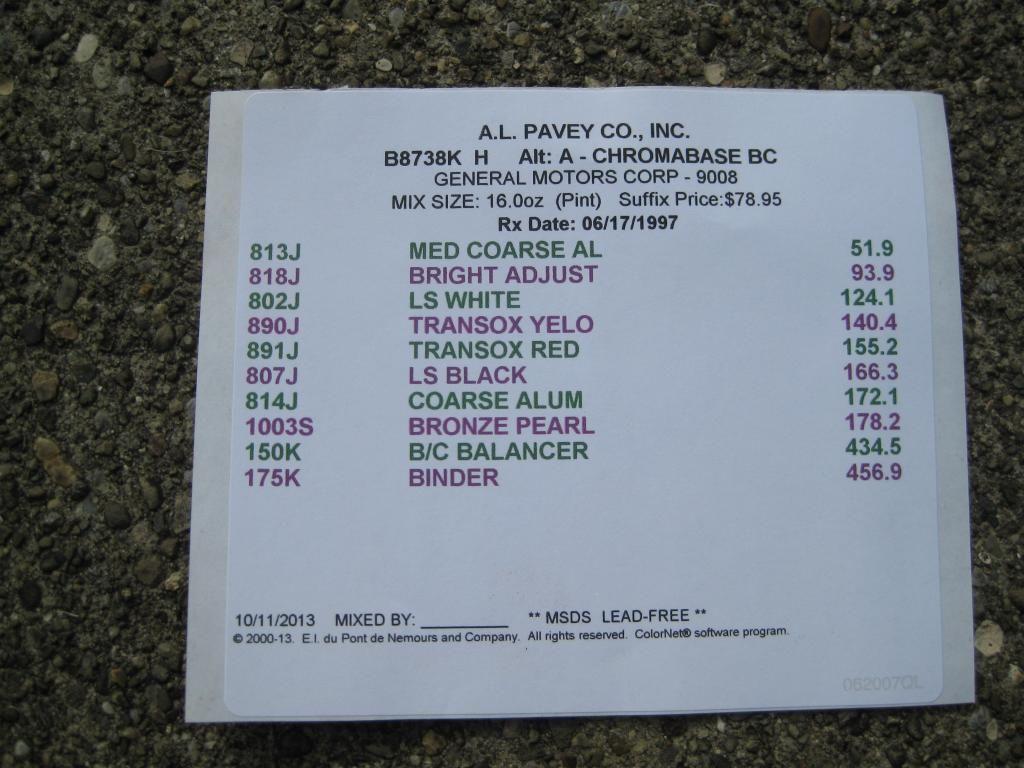 A.L. PAVEY CO., INC.
B8738K H Alt: A - CHROMABASE BC
GENERAL MOTORS CORP - 9008
MIX SIZE: 16.0oz (Pint) Suffix Price:$78.95
Rx Date: 06/17/1997
813J MED COARSE AL 51.9
818J BRIGHT ADJUST 93.9
802J LS WHITE 124.1
890J TRANSOX YELO 140.4
891J TRANSOX RED 155.2
807J LS BLACK 166.3
814J COARSE ALUM 172.1
1003S BRONZE PEARL 178.2
150K B/C BALANCER 434.5
175K BINDER 456.9
10/11/2013 MIXED BY: __________ ** MSDS LEAD-FREE **
© 2000-13. E.I. du Pont de Nemours and Company. All rights reserved. ColorNet® software program.
062007QL